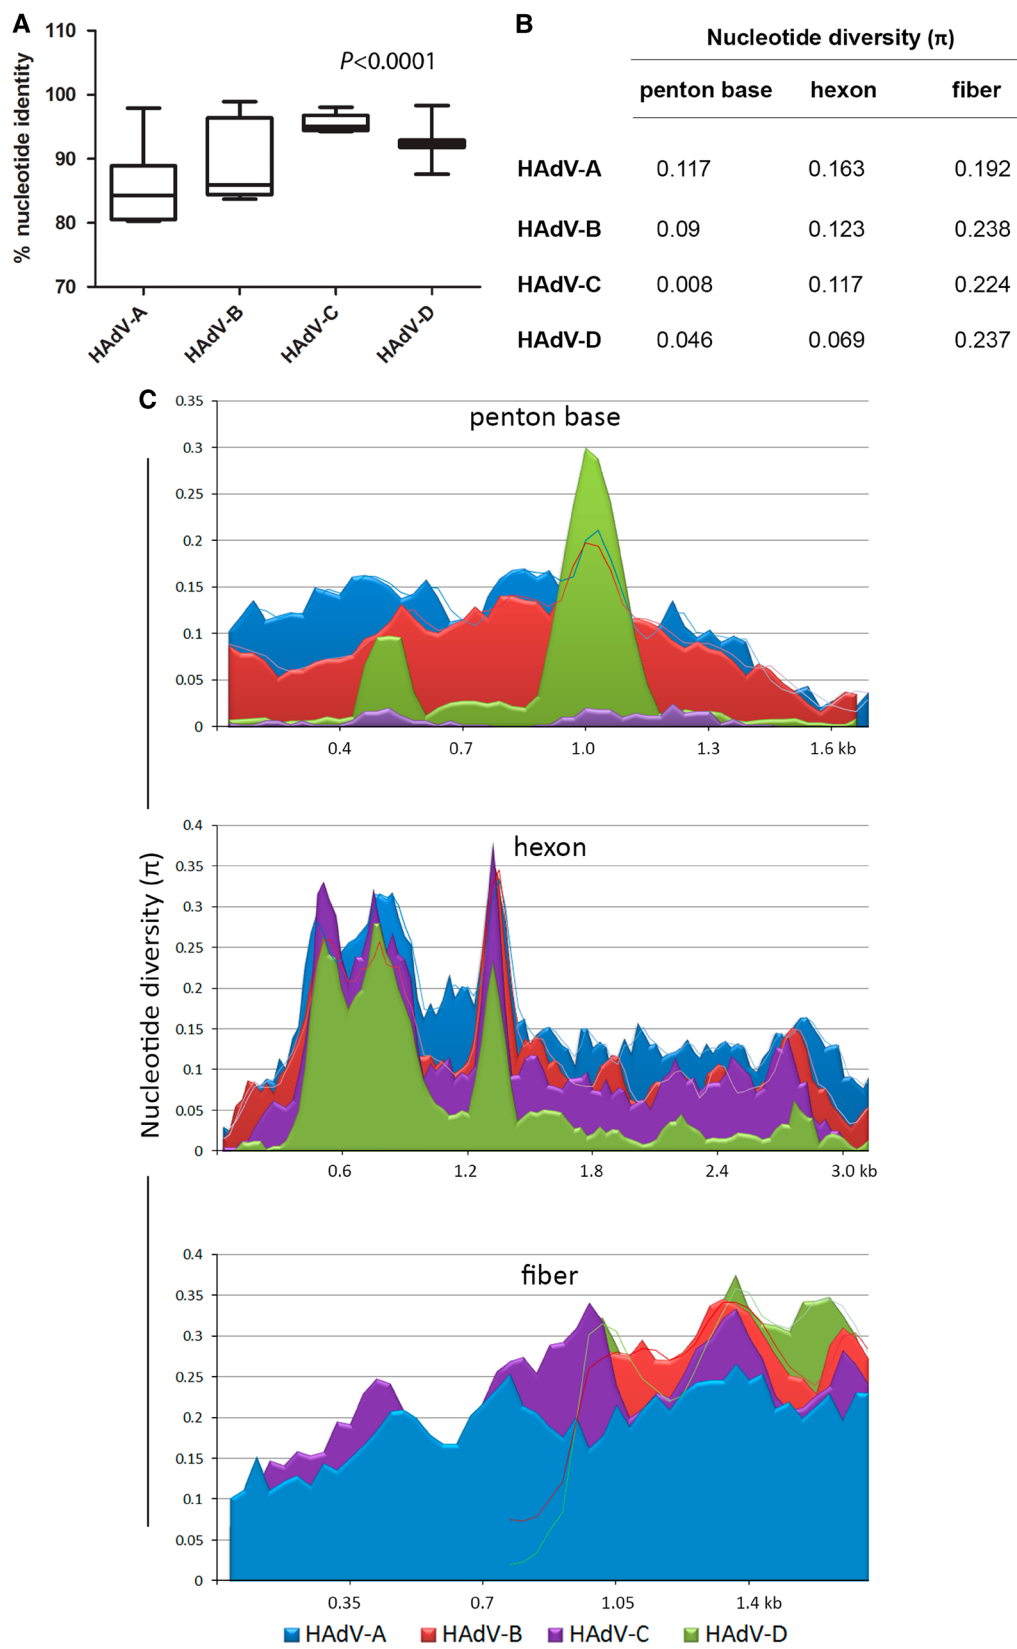 A
110
100
90
80
70
% nucleotide identity
P<0.0001
HAdV-A
HAdV-B
HAdV-C
HAdV-D
B
Nucleotide diversity (π)
penton base hexon fiber
HAdV-A 0.117 0.163 0.192
HAdV-B 0.09 0.123 0.238
HAdV-C 0.008 0.117 0.224
HAdV-D 0.046 0.069 0.237
C
Nucleotide diversity (π)
penton base
0.35
0.3
0.25
0.2
0.15
0.1
0.05
0
0.4 0.7 1.0 1.3 1.6 kb
hexon
0.4
0.35
0.3
0.25
0.2
0.15
0.1
0.05
0
0.6 1.2 1.8 2.4 3.0 kb
fiber
0.4
0.35
0.3
0.25
0.2
0.15
0.1
0.05
0
0.35 0.7 1.05 1.4 kb
HAdV-A HAdV-B HAdV-C HAdV-D